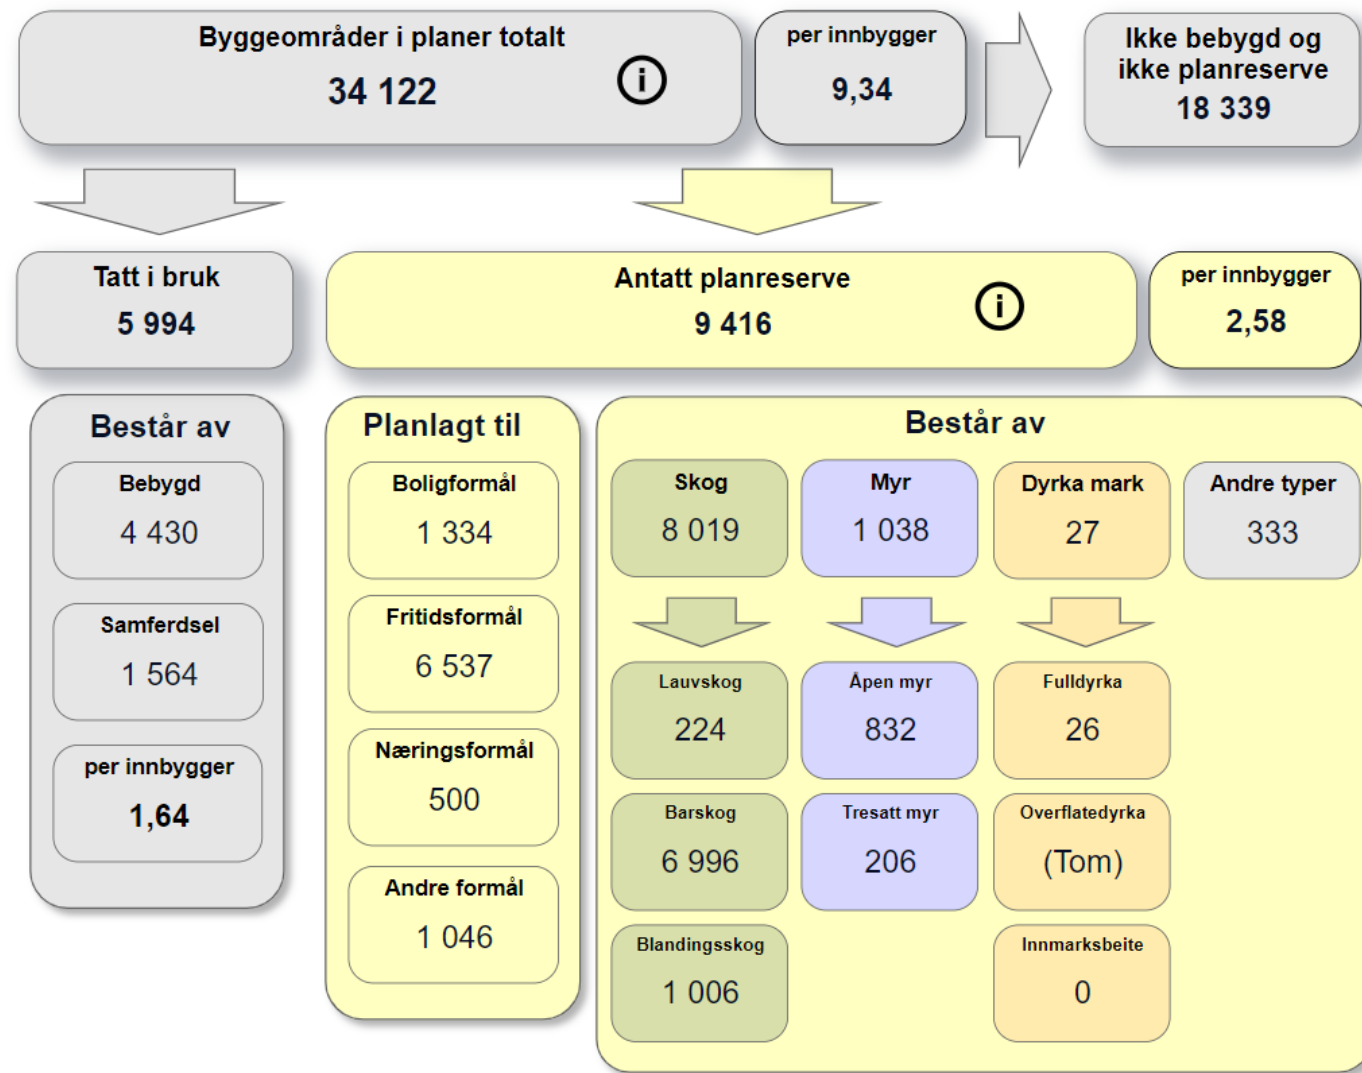 Byggeområder i planer totalt
34 122
per innbygger
9,34
Ikke bebygd og
ikke planreserve
18 339
Tatt i bruk
5 994
Antatt planreserve
9 416
per innbygger
2,58
Består av
Bebygd
4 430
Samferdsel
1 564
per innbygger
1,64
Planlagt til
Boligformål
1 334
Fritidsformål
6 537
Næringsformål
500
Andre formål
1 046
Består av
Skog
8 019
Myr
1 038
Dyrka mark
27
Andre typer
333
Lauvskog
224
Åpen myr
832
Fulldyrka
26
Barskog
6 996
Tresatt myr
206
Overflatedyrka
(Tom)
Blandingsskog
1 006
Innmarksbeite
0